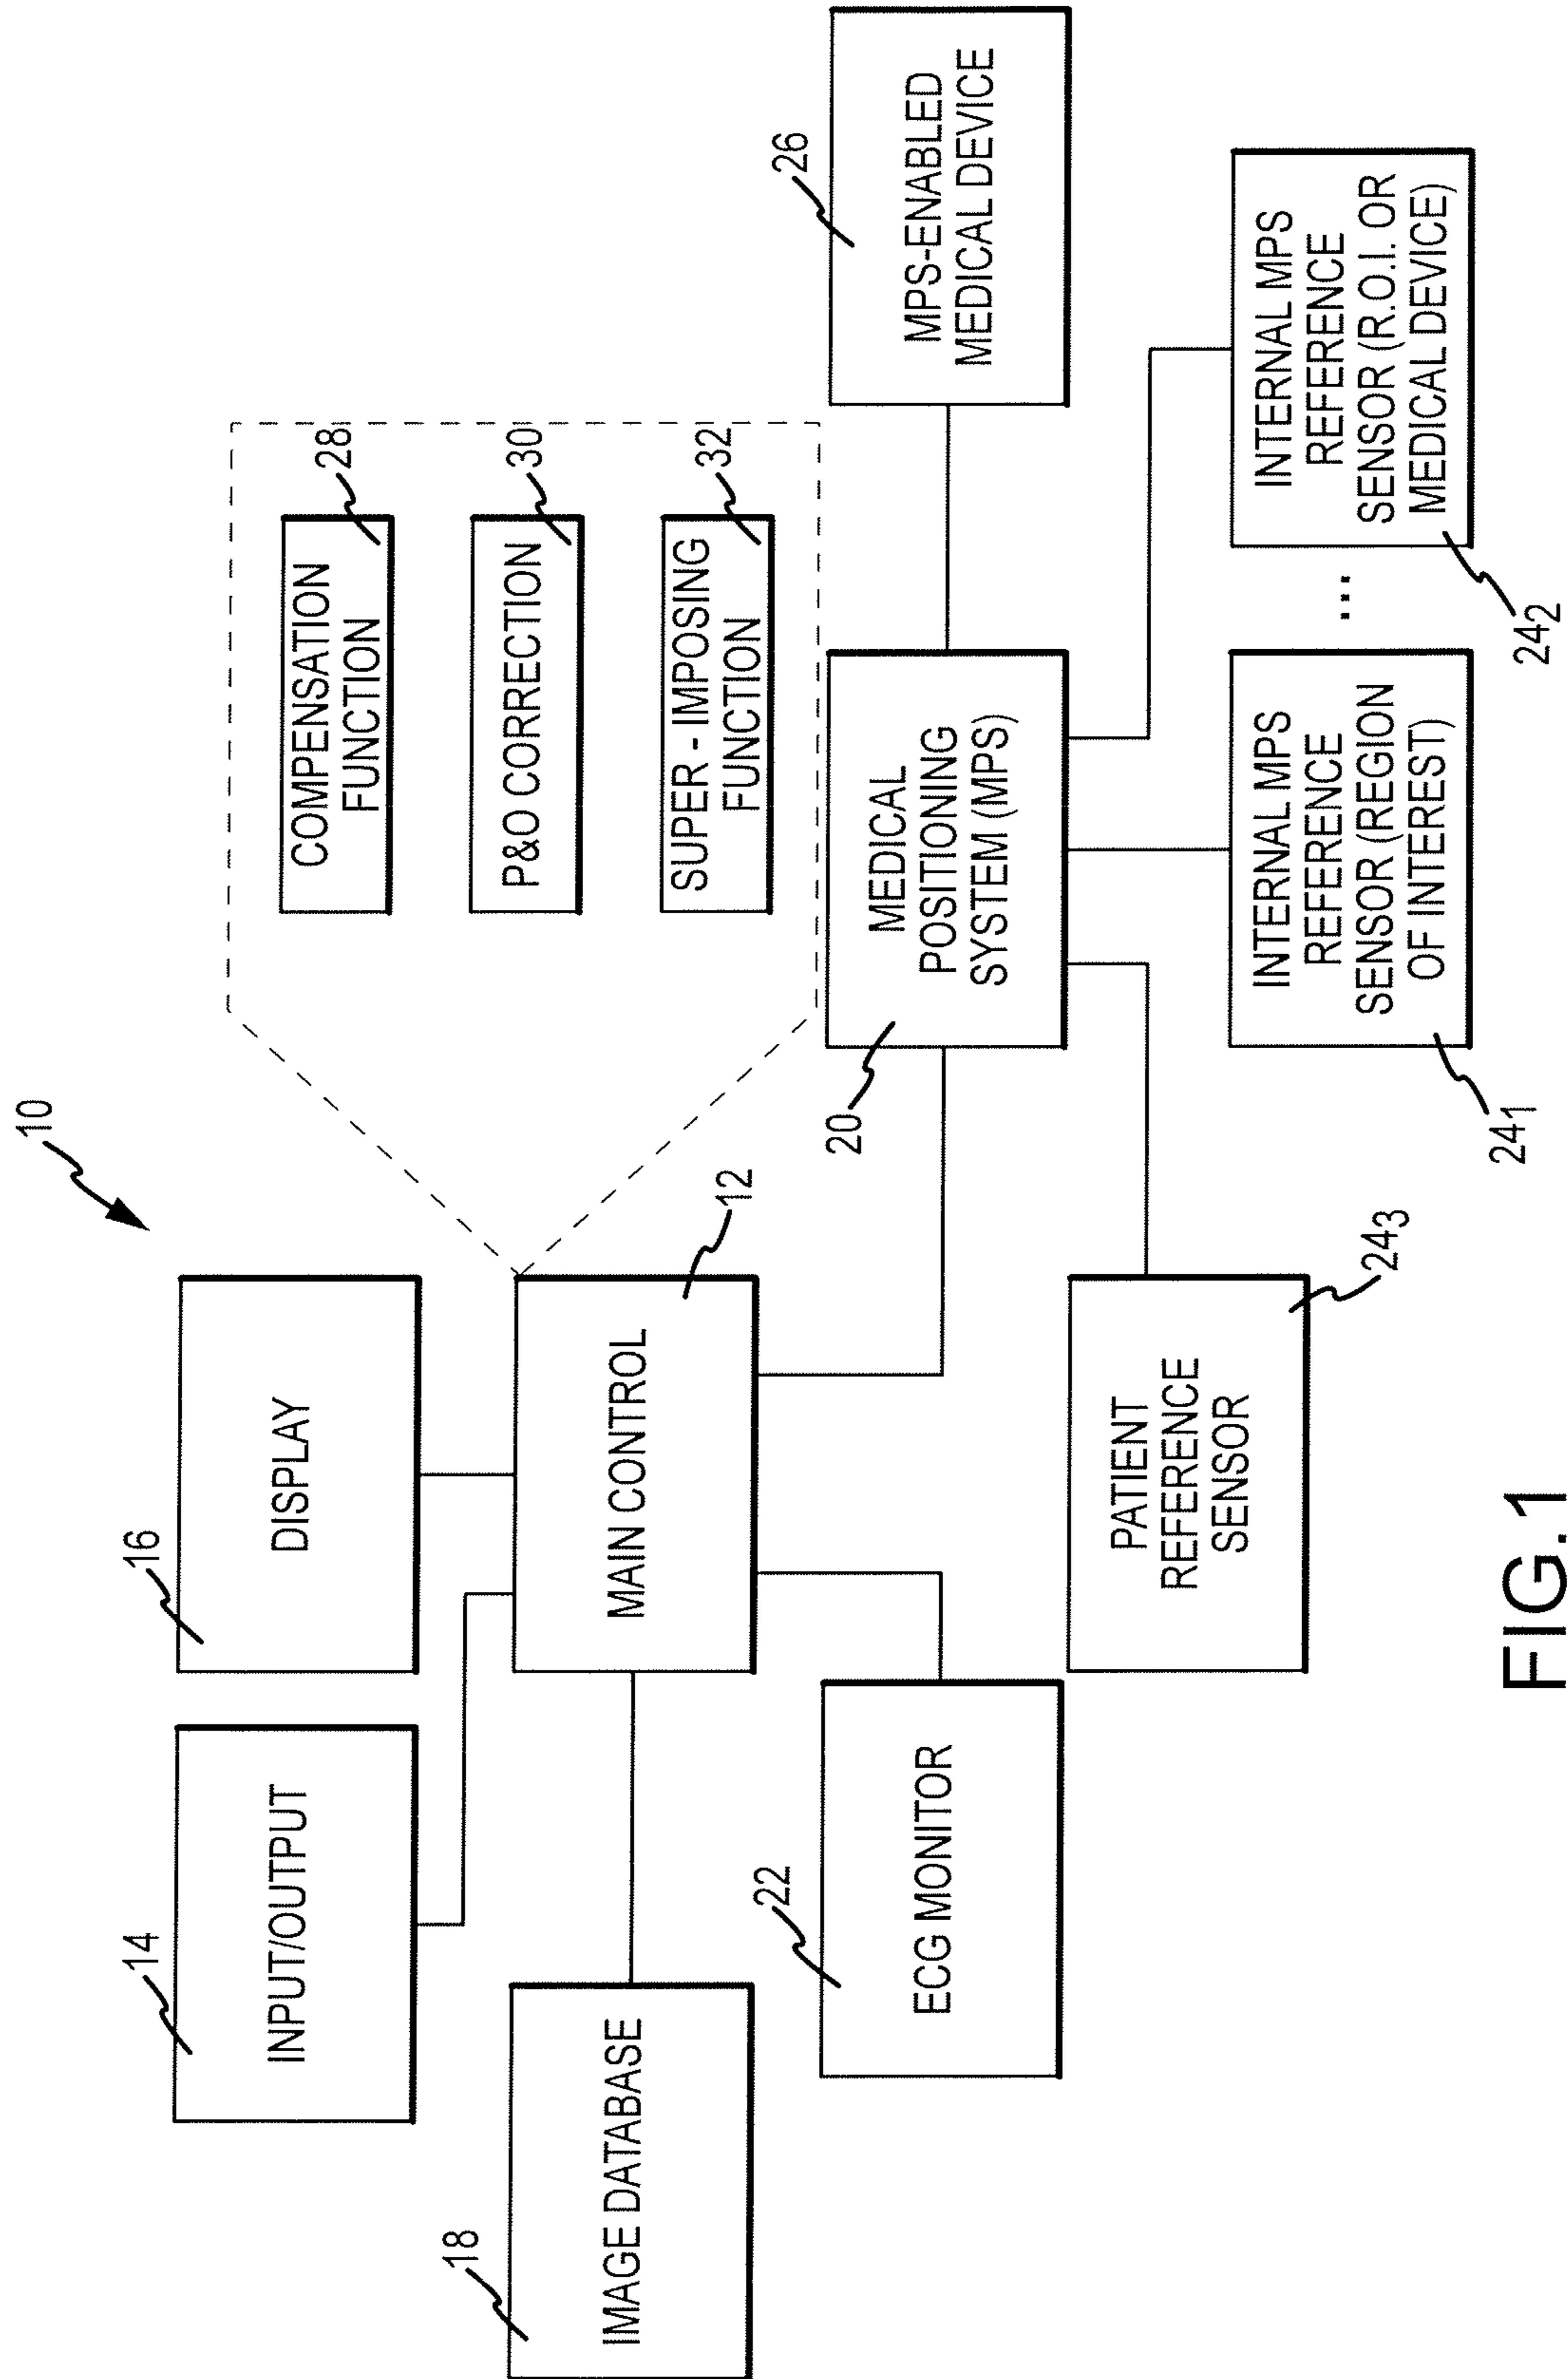 10
14
INPUT/OUTPUT
16
DISPLAY
18
IMAGE DATABASE
MAIN CONTROL
12
COMPENSATION
FUNCTION
28
P&O CORRECTION
30
SUPER - IMPOSING
FUNCTION
32
22
ECG MONITOR
20
MEDICAL
POSITIONING
SYSTEM (MPS)
26
MPS-ENABLED
MEDICAL DEVICE
PATIENT
REFERENCE
SENSOR
24₃
INTERNAL MPS
REFERENCE
SENSOR (REGION
OF INTEREST)
24₁
...
INTERNAL MPS
REFERENCE
SENSOR (R.O.I. OR
MEDICAL DEVICE)
24₂
FIG.1